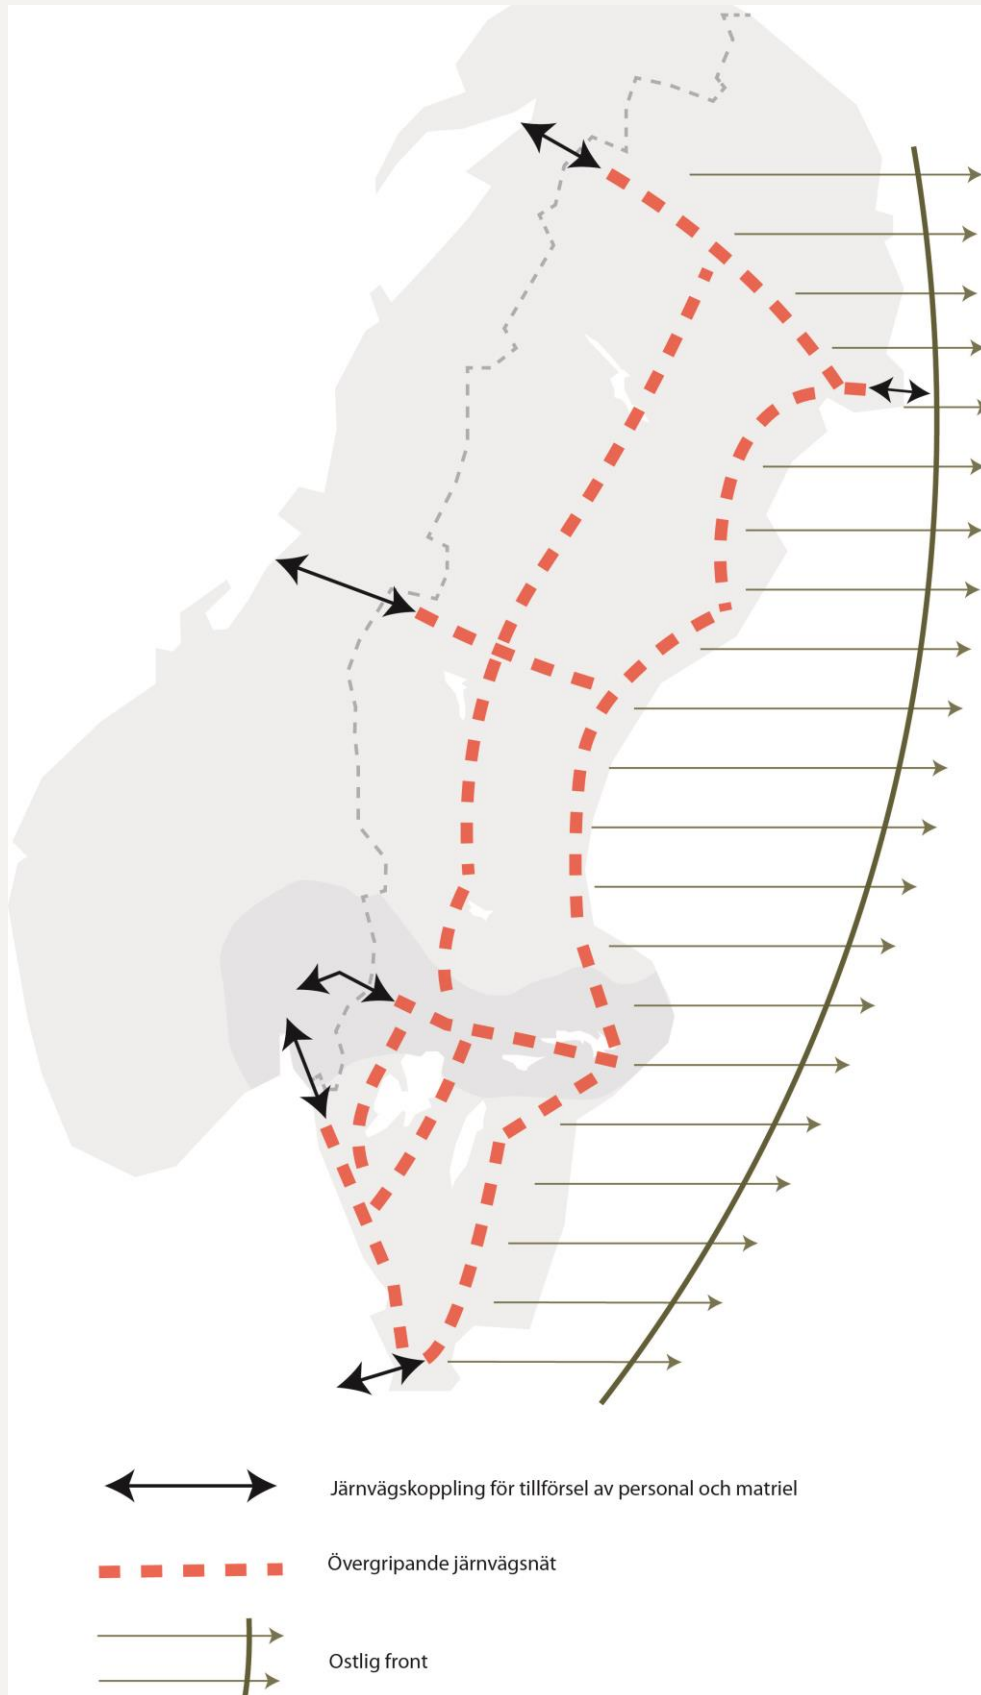 Järnvägskoppling för tillförsel av personal och matriel
Övergripande järnvägsnät
Ostlig front